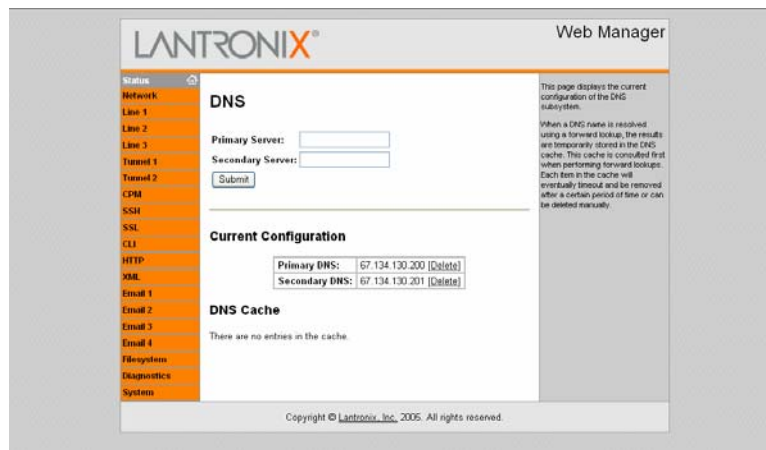 LANTRONIX®
Web Manager
Status
Network
Line 1
Line 2
Line 3
Tunnel 1
Tunnel 2
CPM
SSH
SSL
CLI
HTTP
XML
Email 1
Email 2
Email 3
Email 4
Filesystem
Diagnostics
System
DNS
Primary Server:
Secondary Server:
Submit
Current Configuration
Primary DNS: 67.134.130.200 [Delete]
Secondary DNS: 67.134.130.201 [Delete]
DNS Cache
There are no entries in the cache.
This page displays the current
configuration of the DNS
subsystem.
When a DNS name is resolved
using a forward lookup, the results
are temporarily stored in the DNS
cache. This cache is consulted first
when performing forward lookups.
Each item in the cache will
eventually timeout and be removed
after a certain period of time or can
be deleted manually.
Copyright © Lantronix, Inc. 2005. All rights reserved.